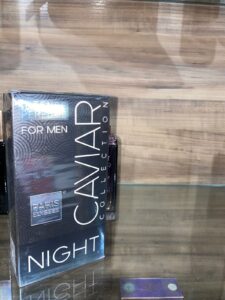 FOR MEN
CAVIAR
COLLECTION
PARIS
ELYSEES
NIGHT